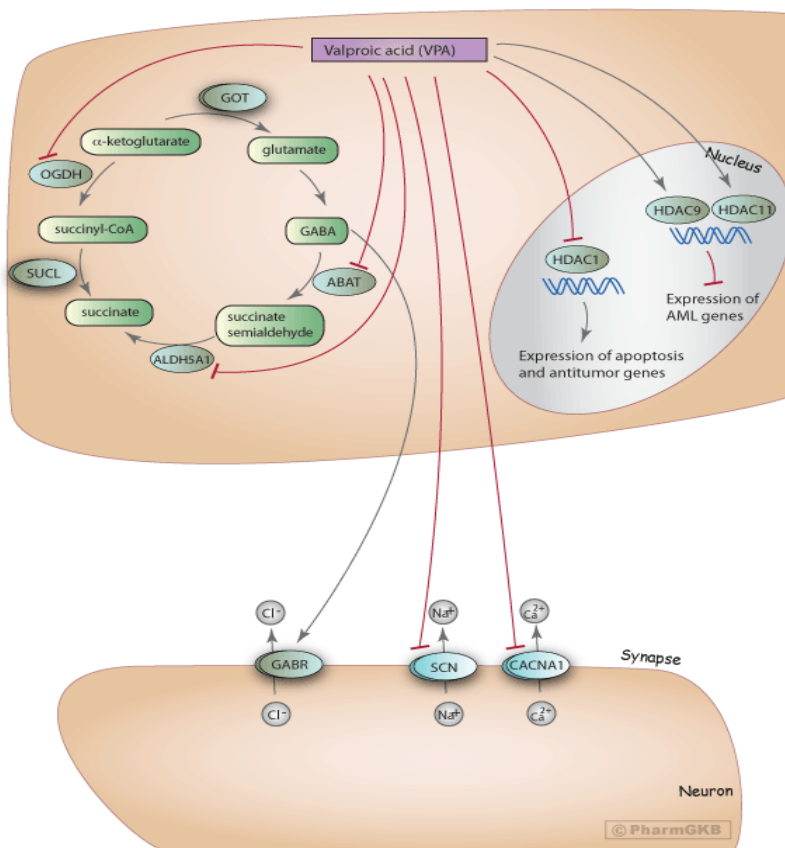 Valproic acid (VPA)
GOT
α-ketoglutarate
glutamate
OGDH
Nucleus
HDAC9
HDAC11
succinyl-CoA
GABA
HDAC1
SUCL
ABAT
Expression of
AML genes
succinate
succinate
semialdehyde
ALDH5A1
Expression of apoptosis
and antitumor genes
Cl-
Na+
Ca2+
Synapse
GABR
SCN
CACNA1
Cl-
Na+
Ca2+
Neuron
© PharmGKB